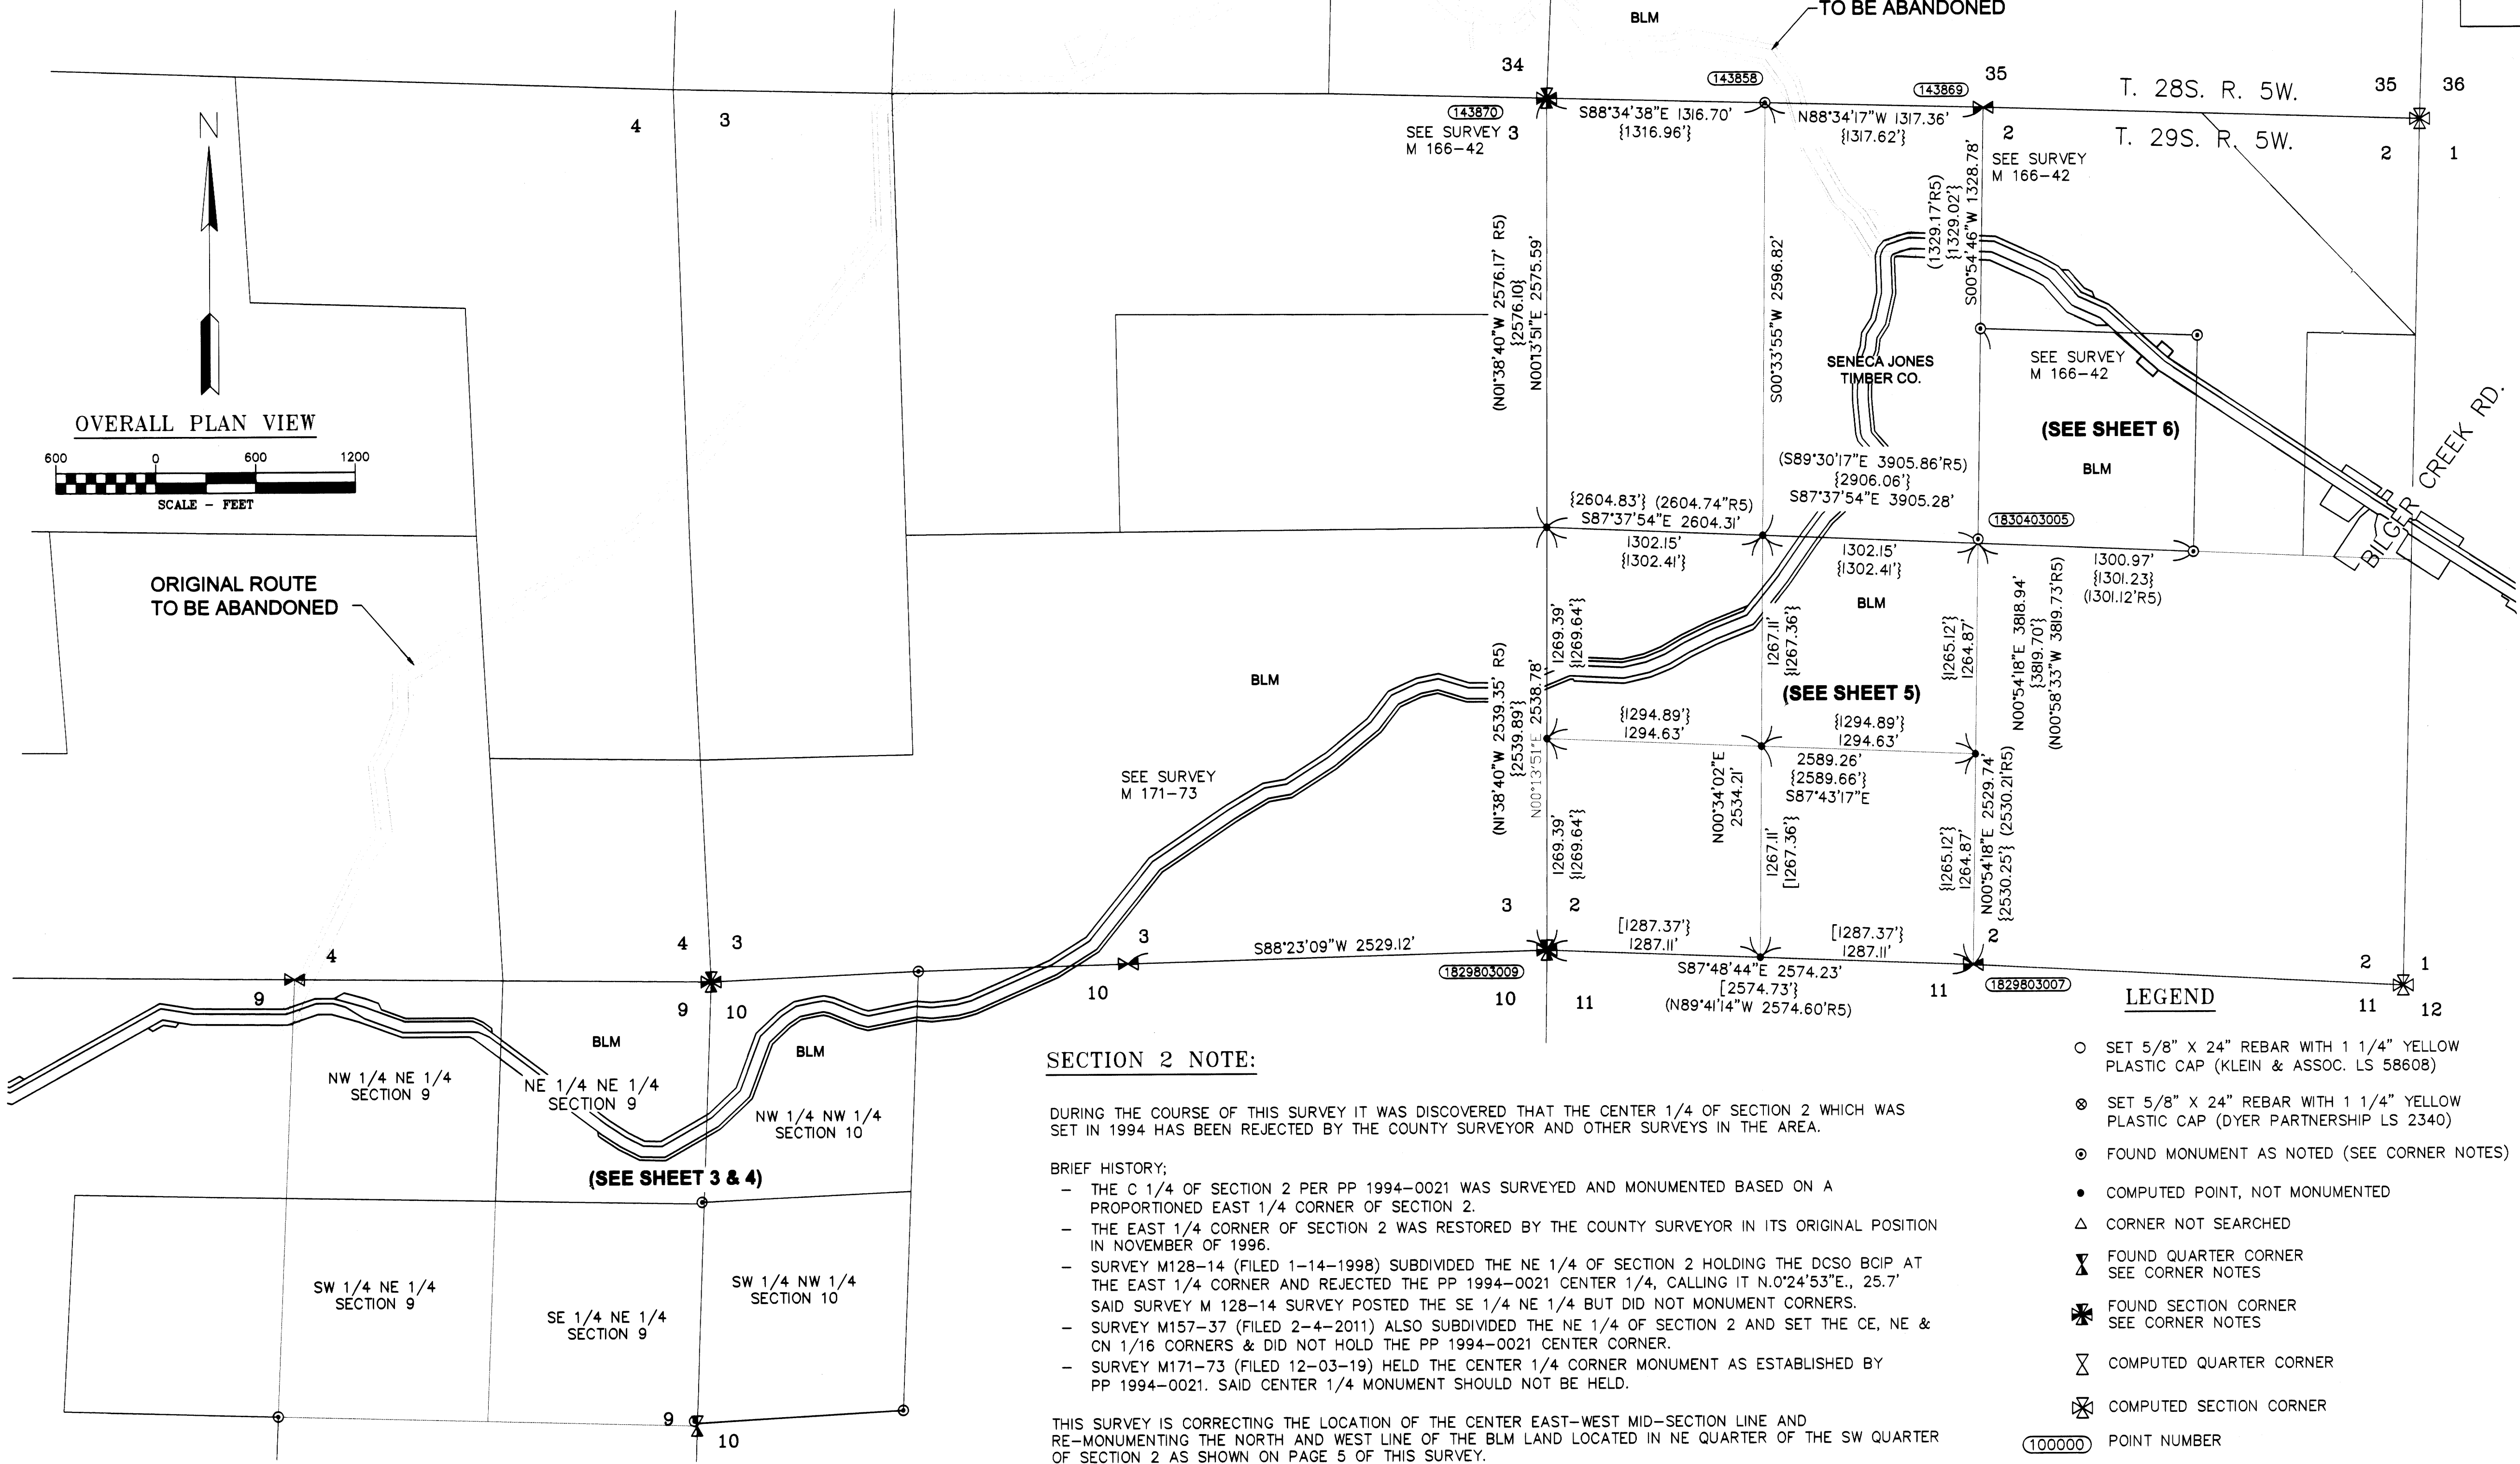 TO BE ABANDONED
BLM
34
35
35
36
T. 28S. R. 5W.
T. 29S. R. 5W.
2
1
143858
143869
143870
SEE SURVEY
M 166-42
3
S88°34'38"E 1316.70'
{1316.96'}
N88°34'17"W 1317.36'
{1317.62'}
2
SEE SURVEY
M 166-42
4
3
N
OVERALL PLAN VIEW
600 0 600 1200
SCALE - FEET
ORIGINAL ROUTE
TO BE ABANDONED
(N01°38'40"W 2576.17' R5)
{2576.10}
N00°13'51"E 2575.59'
S00°33'55"W 2596.82'
(1329.17'R5)
{1329.02'}
S00°54'46"W 1328.78'
SENECA JONES
TIMBER CO.
SEE SURVEY
M 166-42
(SEE SHEET 6)
BLM
BILGER CREEK RD.
(S89°30'17"E 3905.86'R5)
{2906.06'}
S87°37'54"E 3905.28'
{2604.83'} (2604.74"R5)
S87°37'54"E 2604.31'
1302.15'
{1302.41'}
1302.15'
{1302.41'}
1830403005
1300.97'
{1301.23}
(1301.12'R5)
BLM
BLM
1269.39'
{1269.64'}
1267.11'
{1267.36'}
{1265.12'}
1264.87'
N00°54'18"E 3818.94'
{3819.70'}
(N00°58'33"W 3819.73'R5)
(SEE SHEET 5)
(N1°38'40"W 2539.35' R5)
{2539.89'}
N00°13'51"E 2538.78'
{1294.89'}
1294.63'
{1294.89'}
1294.63'
2589.26'
{2589.66'}
S87°43'17"E
N00°34'02"E
2534.21'
SEE SURVEY
M 171-73
1269.39'
{1269.64'}
1267.11'
[1267.36'}
{1265.12'}
1264.87'
N00°54'18"E 2529.74'
{2530.25'} (2530.21'R5)
4
4
3
3
S88°23'09"W 2529.12'
3
2
[1287.37'}
1287.11'
[1287.37'}
1287.11'
2
2
1
9
9
10
10
1829803009
10
11
S87°48'44"E 2574.23'
[2574.73'}
(N89°41'14"W 2574.60'R5)
11
1829803007
11
12
BLM
BLM
NW 1/4 NE 1/4
SECTION 9
NE 1/4 NE 1/4
SECTION 9
NW 1/4 NW 1/4
SECTION 10
(SEE SHEET 3 & 4)
SW 1/4 NE 1/4
SECTION 9
SE 1/4 NE 1/4
SECTION 9
SW 1/4 NW 1/4
SECTION 10
9
10
SECTION 2 NOTE:
DURING THE COURSE OF THIS SURVEY IT WAS DISCOVERED THAT THE CENTER 1/4 OF SECTION 2 WHICH WAS
SET IN 1994 HAS BEEN REJECTED BY THE COUNTY SURVEYOR AND OTHER SURVEYS IN THE AREA.
BRIEF HISTORY;
- THE C 1/4 OF SECTION 2 PER PP 1994-0021 WAS SURVEYED AND MONUMENTED BASED ON A
PROPORTIONED EAST 1/4 CORNER OF SECTION 2.
- THE EAST 1/4 CORNER OF SECTION 2 WAS RESTORED BY THE COUNTY SURVEYOR IN ITS ORIGINAL POSITION
IN NOVEMBER OF 1996.
- SURVEY M128-14 (FILED 1-14-1998) SUBDIVIDED THE NE 1/4 OF SECTION 2 HOLDING THE DCSO BCIP AT
THE EAST 1/4 CORNER AND REJECTED THE PP 1994-0021 CENTER 1/4, CALLING IT N.0°24'53"E., 25.7'
SAID SURVEY M 128-14 SURVEY POSTED THE SE 1/4 NE 1/4 BUT DID NOT MONUMENT CORNERS.
- SURVEY M157-37 (FILED 2-4-2011) ALSO SUBDIVIDED THE NE 1/4 OF SECTION 2 AND SET THE CE, NE &
CN 1/16 CORNERS & DID NOT HOLD THE PP 1994-0021 CENTER CORNER.
- SURVEY M171-73 (FILED 12-03-19) HELD THE CENTER 1/4 CORNER MONUMENT AS ESTABLISHED BY
PP 1994-0021. SAID CENTER 1/4 MONUMENT SHOULD NOT BE HELD.
THIS SURVEY IS CORRECTING THE LOCATION OF THE CENTER EAST-WEST MID-SECTION LINE AND
RE-MONUMENTING THE NORTH AND WEST LINE OF THE BLM LAND LOCATED IN NE QUARTER OF THE SW QUARTER
OF SECTION 2 AS SHOWN ON PAGE 5 OF THIS SURVEY.
LEGEND
SET 5/8" X 24" REBAR WITH 1 1/4" YELLOW
PLASTIC CAP (KLEIN & ASSOC. LS 58608)
SET 5/8" X 24" REBAR WITH 1 1/4" YELLOW
PLASTIC CAP (DYER PARTNERSHIP LS 2340)
FOUND MONUMENT AS NOTED (SEE CORNER NOTES)
COMPUTED POINT, NOT MONUMENTED
CORNER NOT SEARCHED
FOUND QUARTER CORNER
SEE CORNER NOTES
FOUND SECTION CORNER
SEE CORNER NOTES
COMPUTED QUARTER CORNER
COMPUTED SECTION CORNER
100000 POINT NUMBER